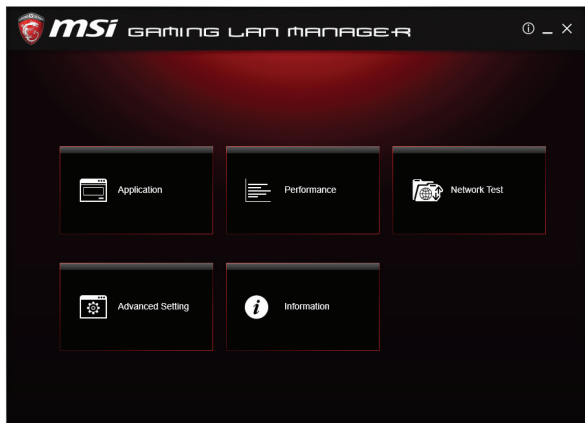 msi GAMING LAN MANAGER
Application
Performance
Network Test
Advanced Setting
Information